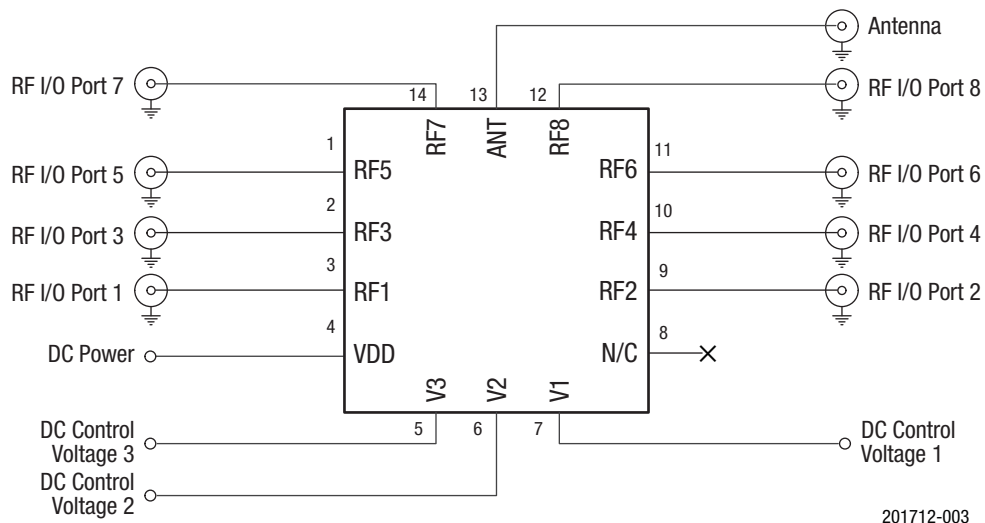 Antenna
RF I/O Port 7
RF I/O Port 8
14
13
12
RF7
ANT
RF8
1
11
RF I/O Port 5
RF5
RF6
RF I/O Port 6
2
10
RF I/O Port 3
RF3
RF4
RF I/O Port 4
3
9
RF I/O Port 1
RF1
RF2
RF I/O Port 2
4
8
DC Power
VDD
N/C
V3
V2
V1
5
6
7
DC Control
Voltage 3
DC Control
Voltage 1
DC Control
Voltage 2
201712-003